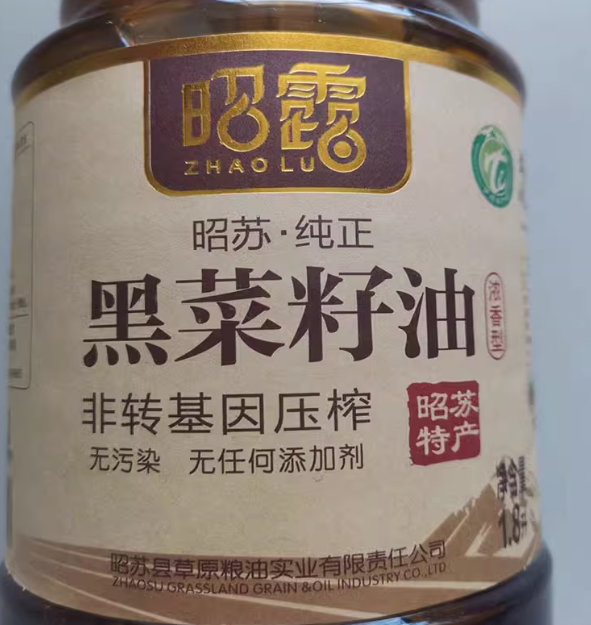 昭露
ZHAOLU
昭苏·纯正
黑菜籽油
浓香型
非转基因压榨
无污染 无任何添加剂
昭苏
特产
净含量
1.8
昭苏县草原粮油实业有限责任公司
ZHAOSU GRASSLAND GRAIN &OIL INDUSTRY CO.,LTD